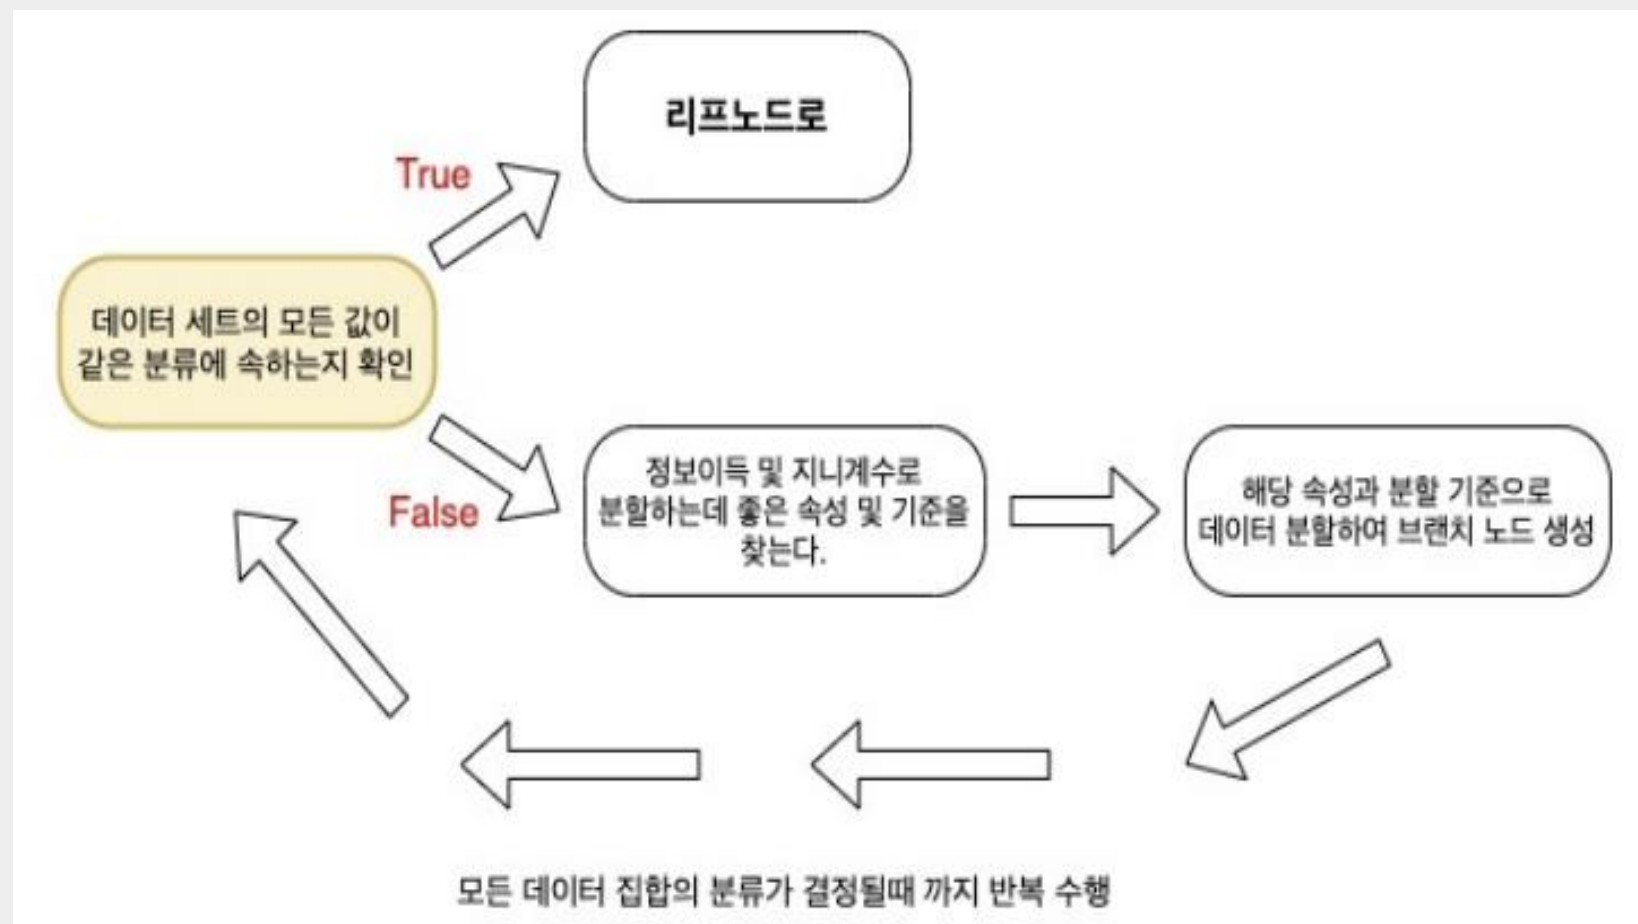 리프노드로
True
데이터 세트의 모든 값이
같은 분류에 속하는지 확인
False
정보이득 및 지니계수로
분할하는데 좋은 속성 및 기준을
찾는다.
해당 속성과 분할 기준으로
데이터 분할하여 브랜치 노드 생성
모든 데이터 집합의 분류가 결정될때 까지 반복 수행